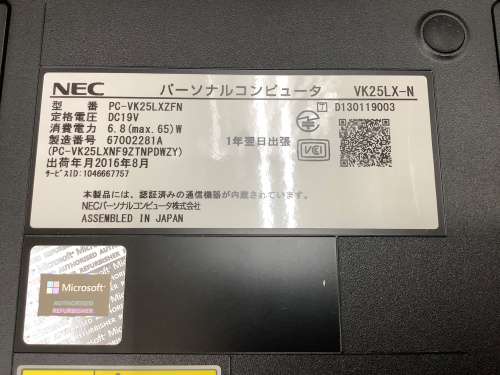 NEC パーソナルコンピュータ VK25LX-N
型 番 PC-VK25LXZFN
T D130119003
定格電圧 DC19V
消費電力 6.8(max.65)W
製造番号 67002281A
1年翌日出張
(PC-VK25LXNF9ZTNPDWZY)
VCI
出荷年月2016年8月
ｻｰﾋﾞｽID:1046667757
本製品には、認証済みの通信機器が内蔵されています。
NECパーソナルコンピュータ株式会社
ASSEMBLED IN JAPAN
Microsoft
AUTHORISED
REFURBISHER